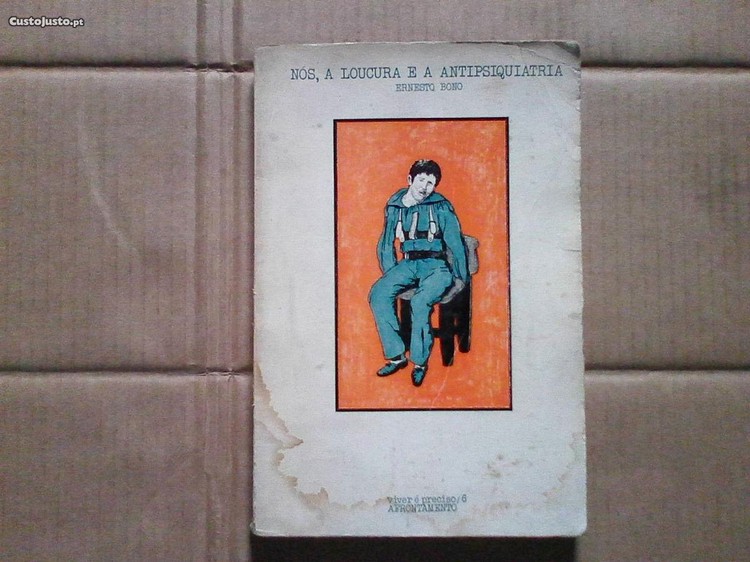 CustoJusto.pt
NÓS, A LOUCURA E A ANTIPSIQUIATRIA
ERNESTO BONO
viver é preciso/6
AFRONTAMENTO